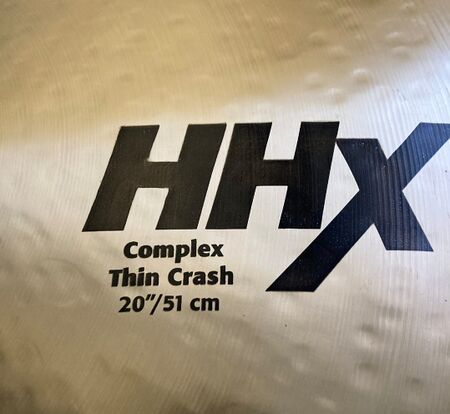 HHX
Complex
Thin Crash
20"/51 cm